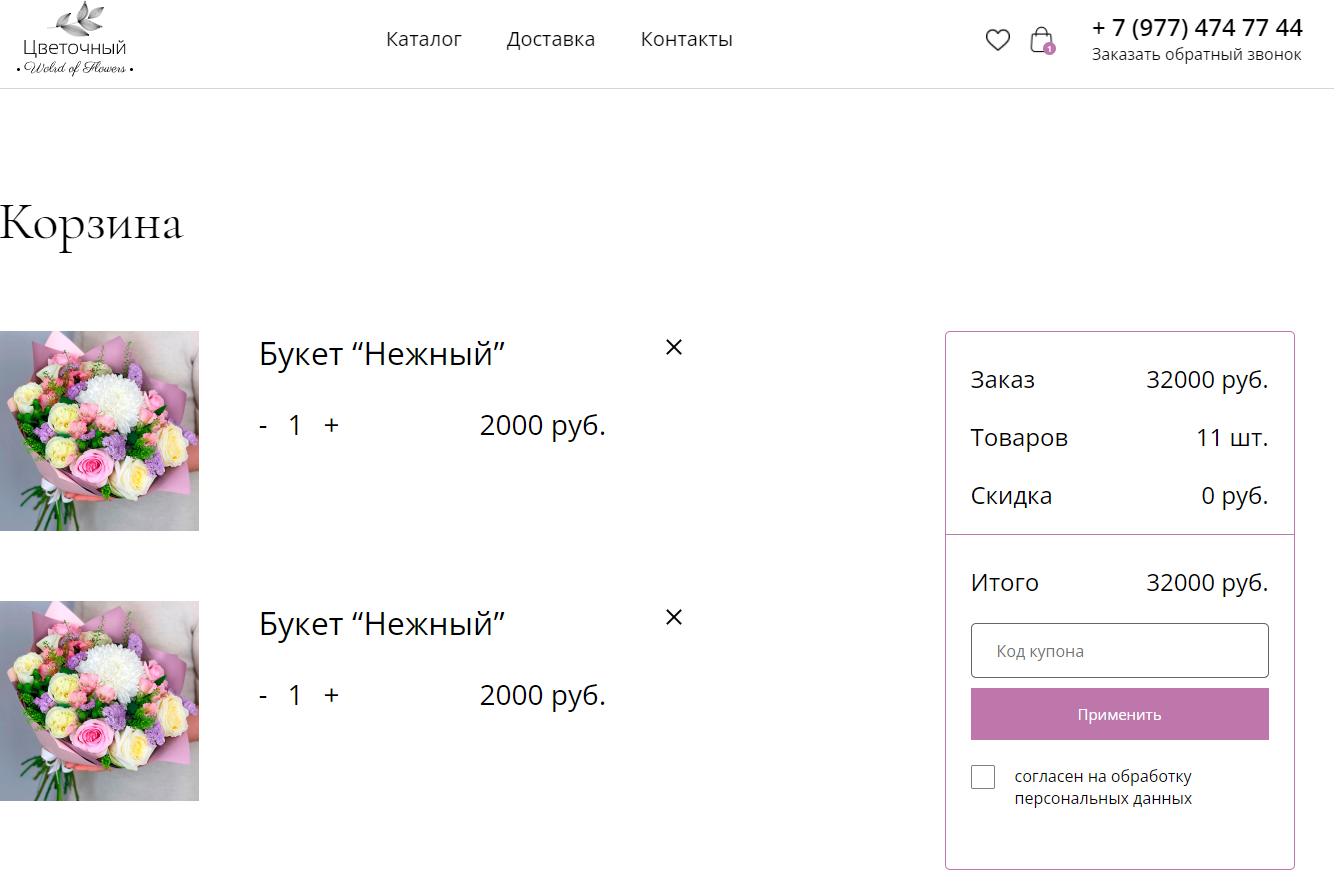 Цветочный
• Wolrd of Flowers •
Каталог Доставка Контакты
1
+ 7 (977) 474 77 44
Заказать обратный звонок
Корзина
Букет “Нежный”
- 1 + 2000 руб.
Букет “Нежный”
- 1 + 2000 руб.
Заказ 32000 руб.
Товаров 11 шт.
Скидка 0 руб.
Итого 32000 руб.
Код купона
Применить
согласен на обработку
персональных данных